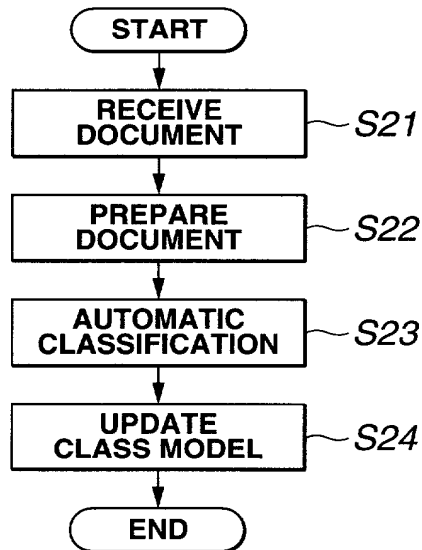 START
RECEIVE
DOCUMENT
S21
PREPARE
DOCUMENT
S22
AUTOMATIC
CLASSIFICATION
S23
UPDATE
CLASS MODEL
S24
END